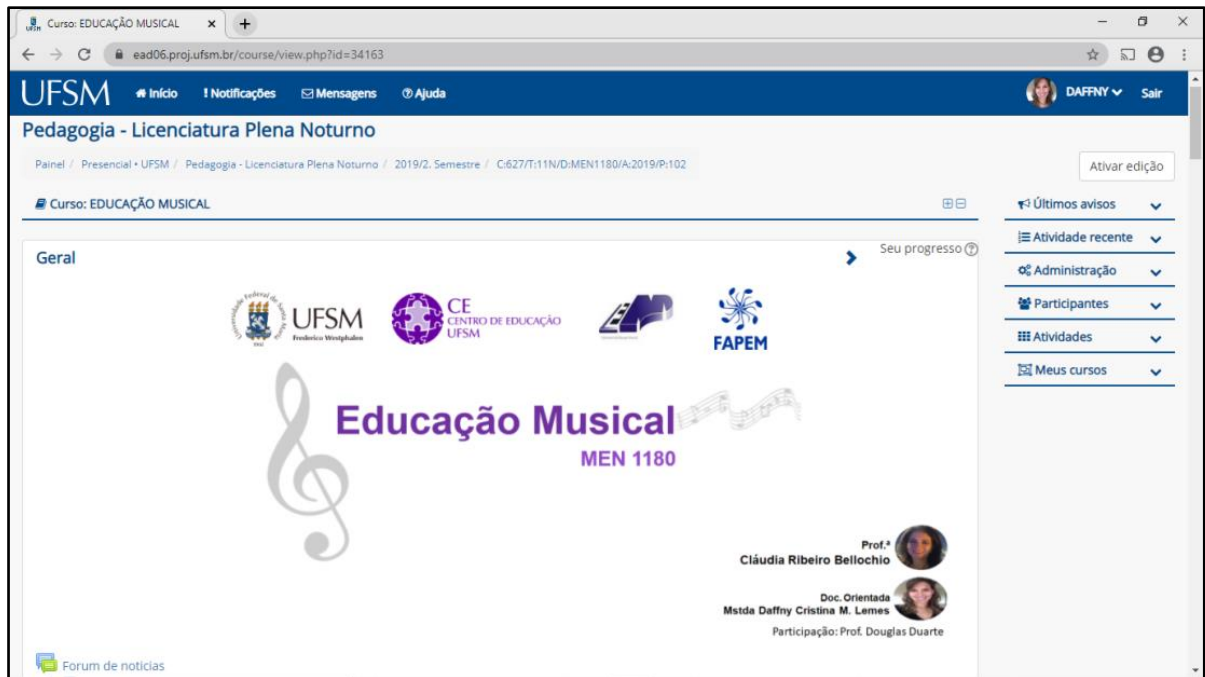 Curso: EDUCAÇÃO MUSICAL
ead06.proj.ufsm.br/course/view.php?id=34163
UFSM Início Notificações Mensagens Ajuda DAFFNY Sair
Pedagogia - Licenciatura Plena Noturno
Painel / Presencial • UFSM / Pedagogia - Licenciatura Plena Noturno / 2019/2. Semestre / C:627/T:11N/D:MEN1180/A:2019/P:102
Ativar edição
Curso: EDUCAÇÃO MUSICAL
Últimos avisos
Atividade recente
Administração
Participantes
Atividades
Meus cursos
Geral
Seu progresso
UFSM
Frederico Westphalen
CE
CENTRO DE EDUCAÇÃO
UFSM
FAPEM
Educação Musical
MEN 1180
Prof.ª
Cláudia Ribeiro Bellochio
Doc. Orientada
Mstda Daffny Cristina M. Lemes
Participação: Prof. Douglas Duarte
Forum de noticias